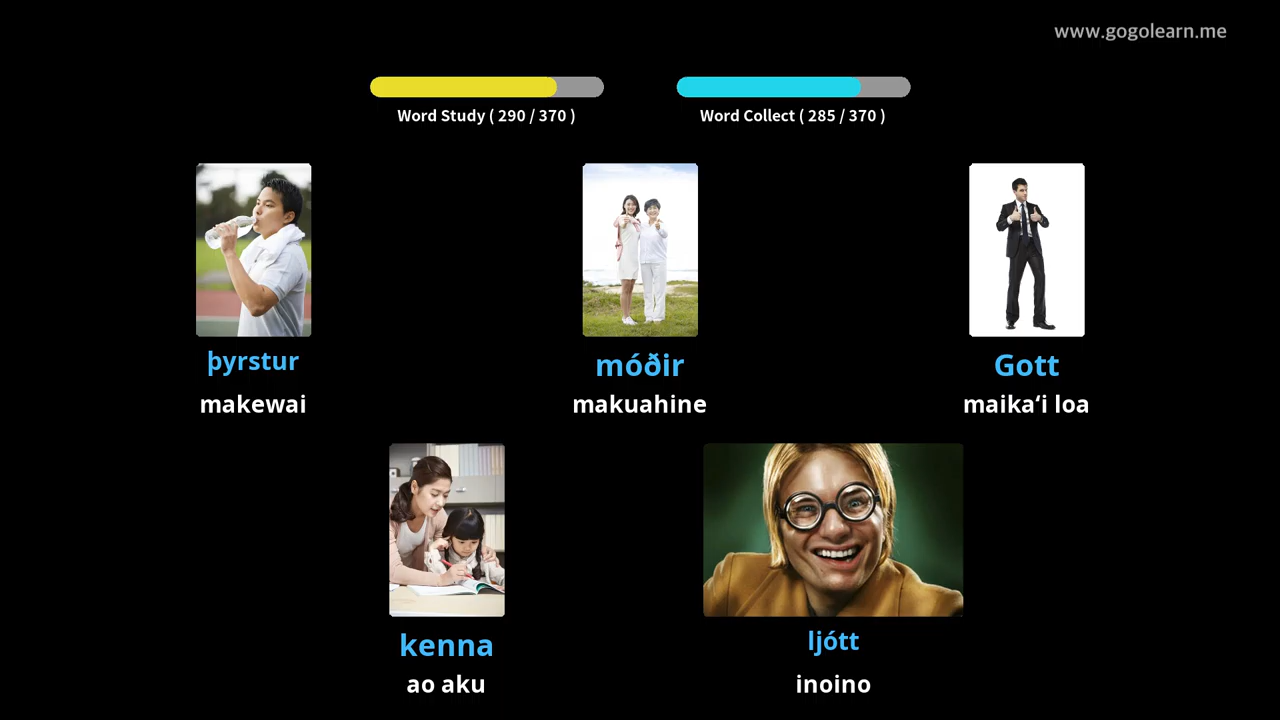 www.gogolearn.me
Word Study ( 290 / 370 )
Word Collect ( 285 / 370 )
þyrstur
makewai
móðir
makuahine
Gott
maikaʻi loa
kenna
ao aku
ljótt
inoino